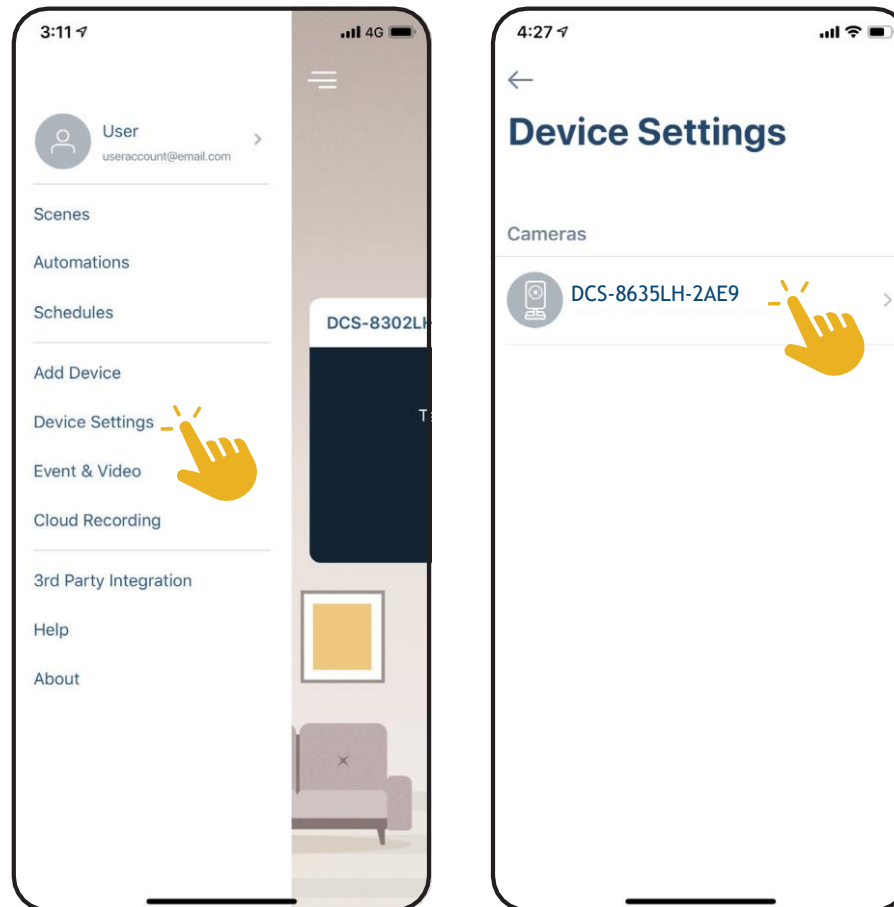 3:11
4G
User
useraccount@email.com
Scenes
Automations
Schedules
Add Device
Device Settings
Event & Video
Cloud Recording
3rd Party Integration
Help
About
DCS-8302LH
4:27
Device Settings
Cameras
DCS-8635LH-2AE9